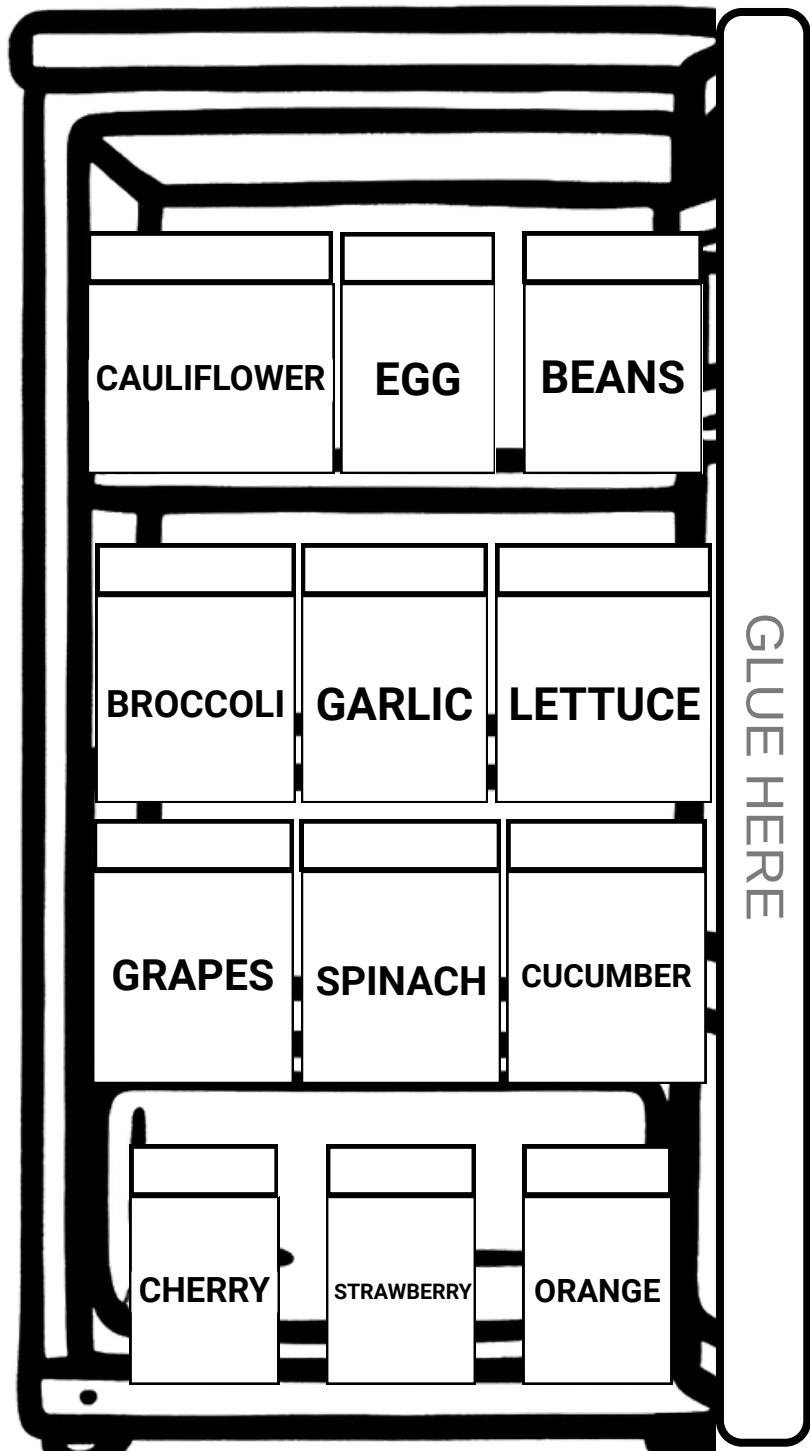 CAULIFLOWER
EGG
BEANS
BROCCOLI
GARLIC
LETTUCE
GRAPES
SPINACH
CUCUMBER
CHERRY
STRAWBERRY
ORANGE
GLUE HERE